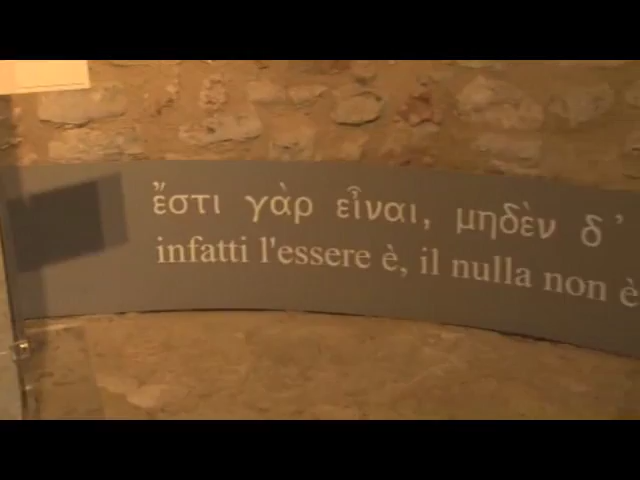 ἔστι γὰρ εἶναι, μηδὲν δ'
infatti l'essere è, il nulla non è